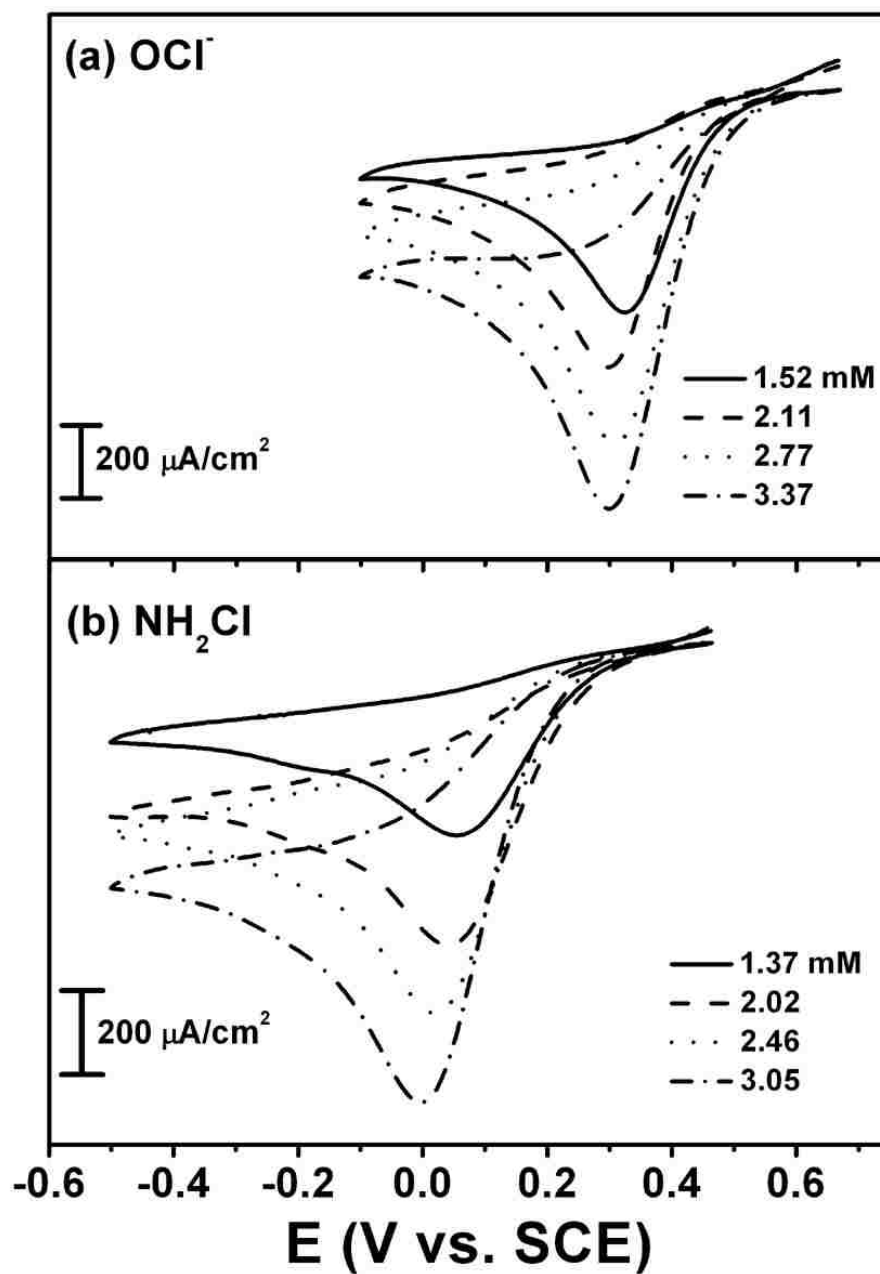 (a) OCl⁻
1.52 mM
2.11
2.77
3.37
200 μA/cm²
(b) NH₂Cl
1.37 mM
2.02
2.46
3.05
200 μA/cm²
-0.6 -0.4 -0.2 0.0 0.2 0.4 0.6
E (V vs. SCE)